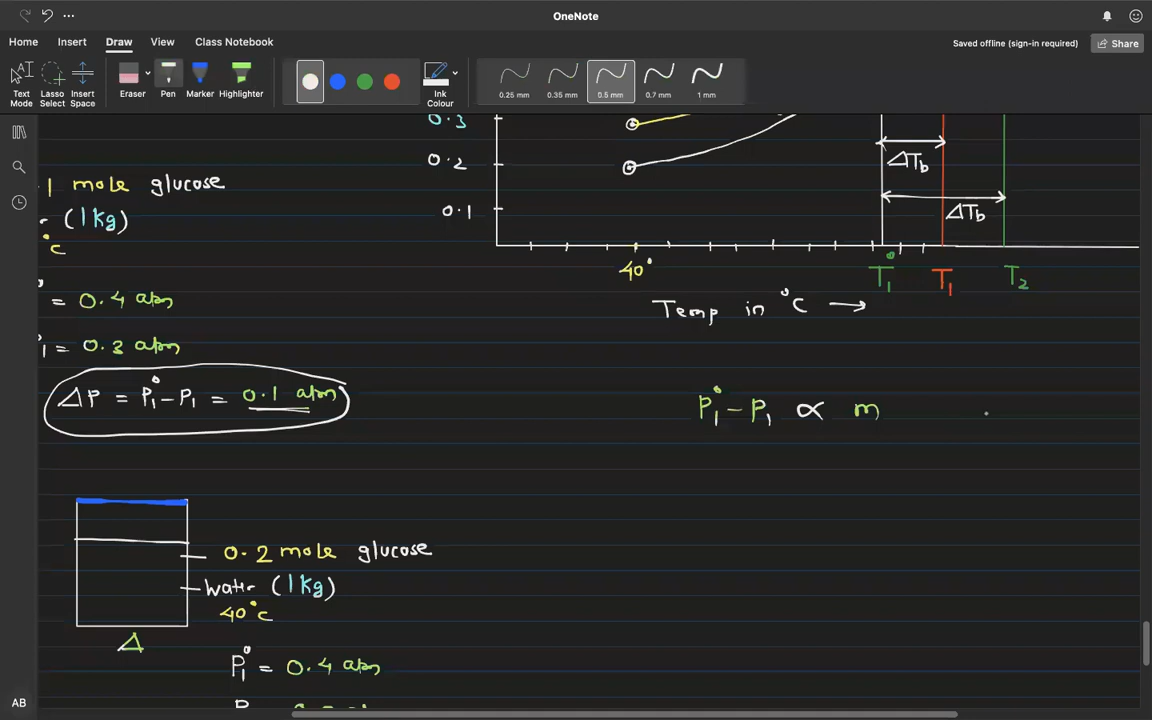 OneNote
Home Insert Draw View Class Notebook
Saved offline (sign-in required) Share
Text Mode
Lasso Select
Insert Space
Eraser
Pen
Marker
Highlighter
Ink Colour
0.25 mm
0.35 mm
0.5 mm
0.7 mm
1 mm
0.3
0.2
0.1
ΔTb
ΔTb
40°
T₁° T₁ T₂
Temp in °C →
1 mole glucose
(1kg)
°c
= 0.4 atm
= 0.3 atm
ΔP = P₁° - P₁ = 0.1 atm
P₁° - P₁ ∝ m
0.2 mole glucose
Water (1kg)
40°c
Δ
P₁° = 0.4 atm
AB